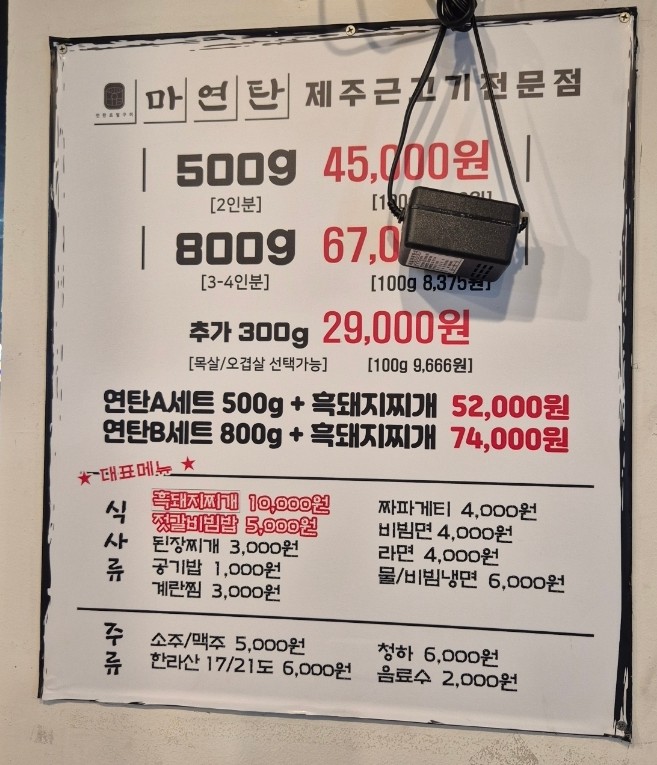 마연탄 제주근고기전문점
500g 45,000원
[2인분]
800g
[3-4인분] [100g 8,375원]
추가 300g 29,000원
[목살/오겹살 선택가능] [100g 9,666원]
연탄A세트 500g + 흑돼지찌개 52,000원
연탄B세트 800g + 흑돼지찌개 74,000원
★대표메뉴★
식사류
흑돼지찌개 10,000원
젓갈비빔밥 5,000원
된장찌개 3,000원
공기밥 1,000원
계란찜 3,000원
짜파게티 4,000원
비빔면 4,000원
라면 4,000원
물/비빔냉면 6,000원
주류
소주/맥주 5,000원
한라산 17/21도 6,000원
청하 6,000원
음료수 2,000원